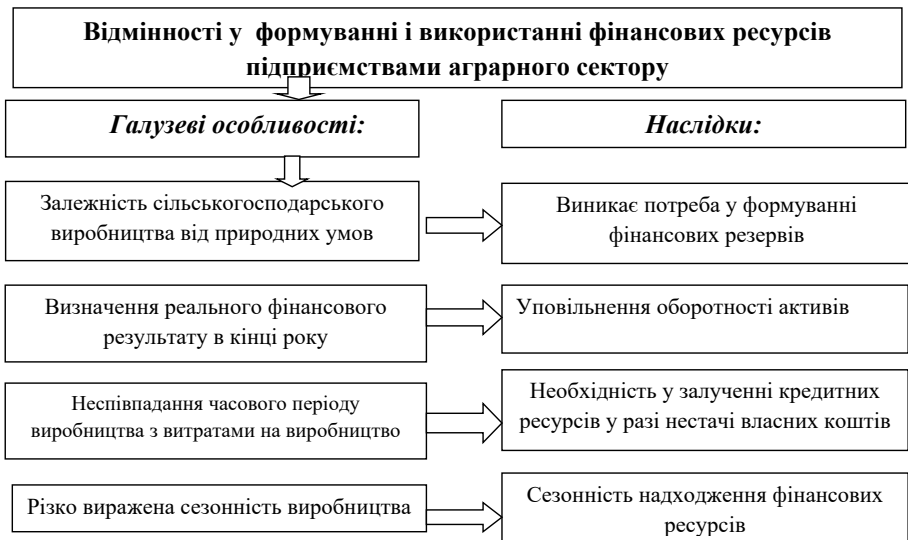 Відмінності у формуванні і використанні фінансових ресурсів
підприємствами аграрного сектору
Галузеві особливості:
Наслідки:
Залежність сільськогосподарського
виробництва від природних умов
Виникає потреба у формуванні
фінансових резервів
Визначення реального фінансового
результату в кінці року
Уповільнення оборотності активів
Неспівпадання часового періоду
виробництва з витратами на виробництво
Необхідність у залученні кредитних
ресурсів у разі нестачі власних коштів
Різко виражена сезонність виробництва
Сезонність надходження фінансових
ресурсів